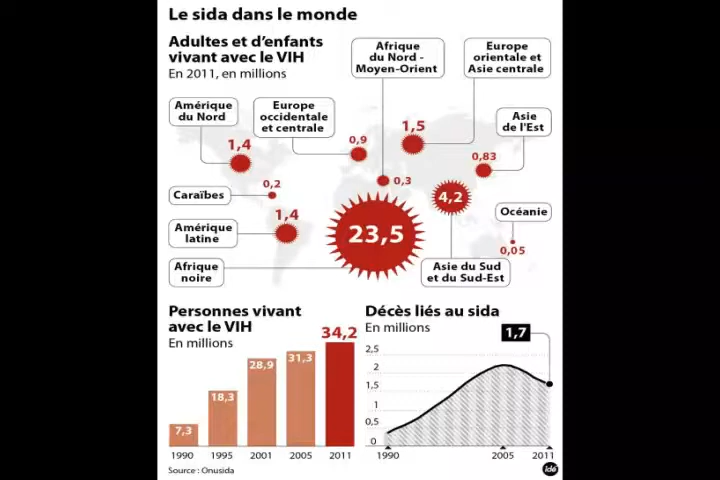 Le sida dans le monde
Adultes et d'enfants
vivant avec le VIH
En 2011, en millions
Afrique
du Nord -
Moyen-Orient
Europe
orientale et
Asie centrale
Amérique
du Nord
Europe
occidentale
et centrale
Asie
de l'Est
1,4
0,9
1,5
0,83
Caraïbes
0,2
0,3
4,2
Océanie
Amérique
latine
1,4
23,5
0,05
Afrique
noire
Asie du Sud
et du Sud-Est
Personnes vivant
avec le VIH
En millions
34,2
31,3
28,9
18,3
7,3
1990 1995 2001 2005 2011
Source : Onusida
Décès liés au sida
En millions
1,7
2,5
2
1,5
1
0,5
0
1990 2005 2011
idé